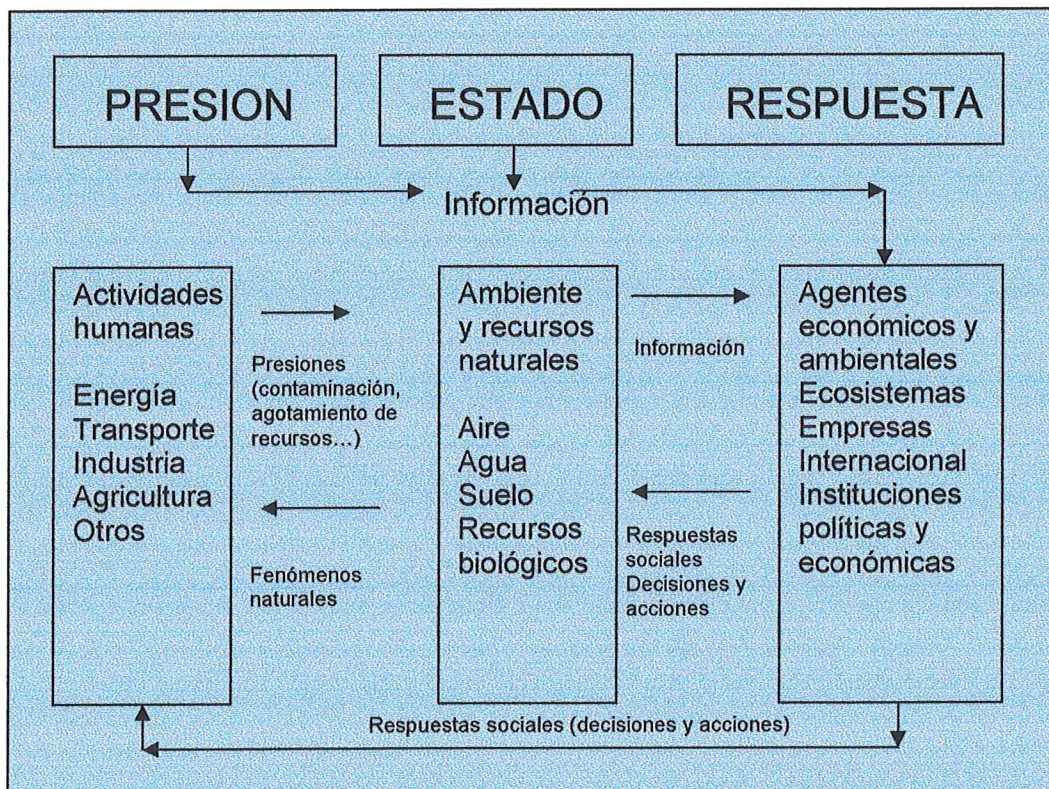 PRESION
ESTADO
RESPUESTA
Información
Actividades
humanas
Energía
Transporte
Industria
Agricultura
Otros
Presiones
(contaminación,
agotamiento de
recursos...)
Fenómenos
naturales
Ambiente
y recursos
naturales
Aire
Agua
Suelo
Recursos
biológicos
Información
Respuestas
sociales
Decisiones y
acciones
Agentes
económicos y
ambientales
Ecosistemas
Empresas
Internacional
Instituciones
políticas y
económicas
Respuestas sociales (decisiones y acciones)